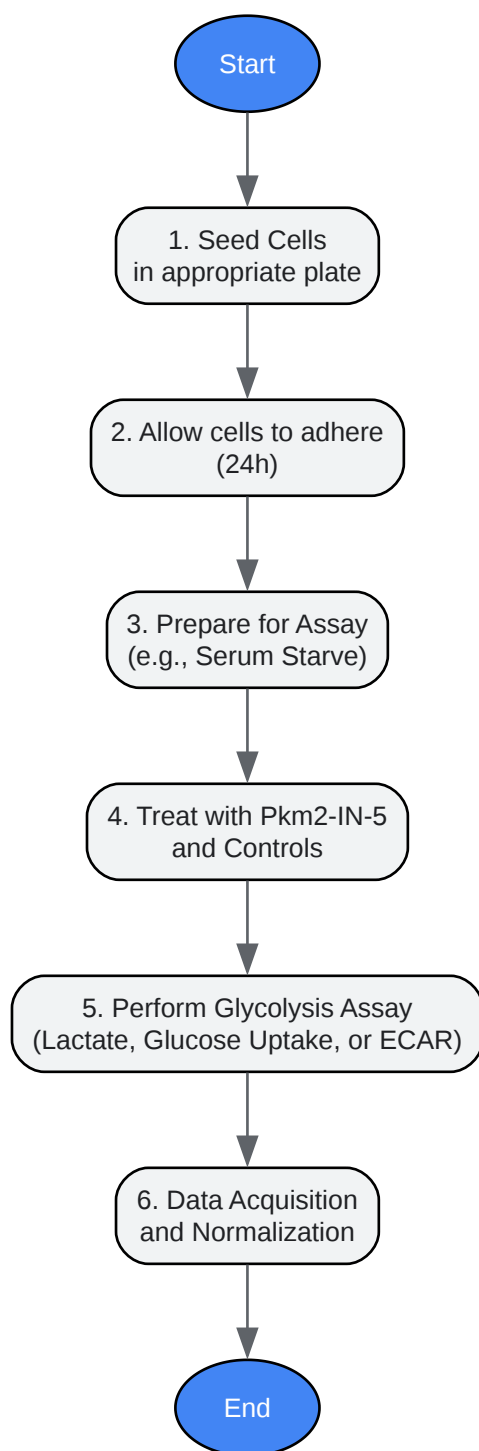 Start
1. Seed Cells
in appropriate plate
2. Allow cells to adhere
(24h)
3. Prepare for Assay
(e.g., Serum Starve)
4. Treat with Pkm2-IN-5
and Controls
5. Perform Glycolysis Assay
(Lactate, Glucose Uptake, or ECAR)
6. Data Acquisition
and Normalization
End